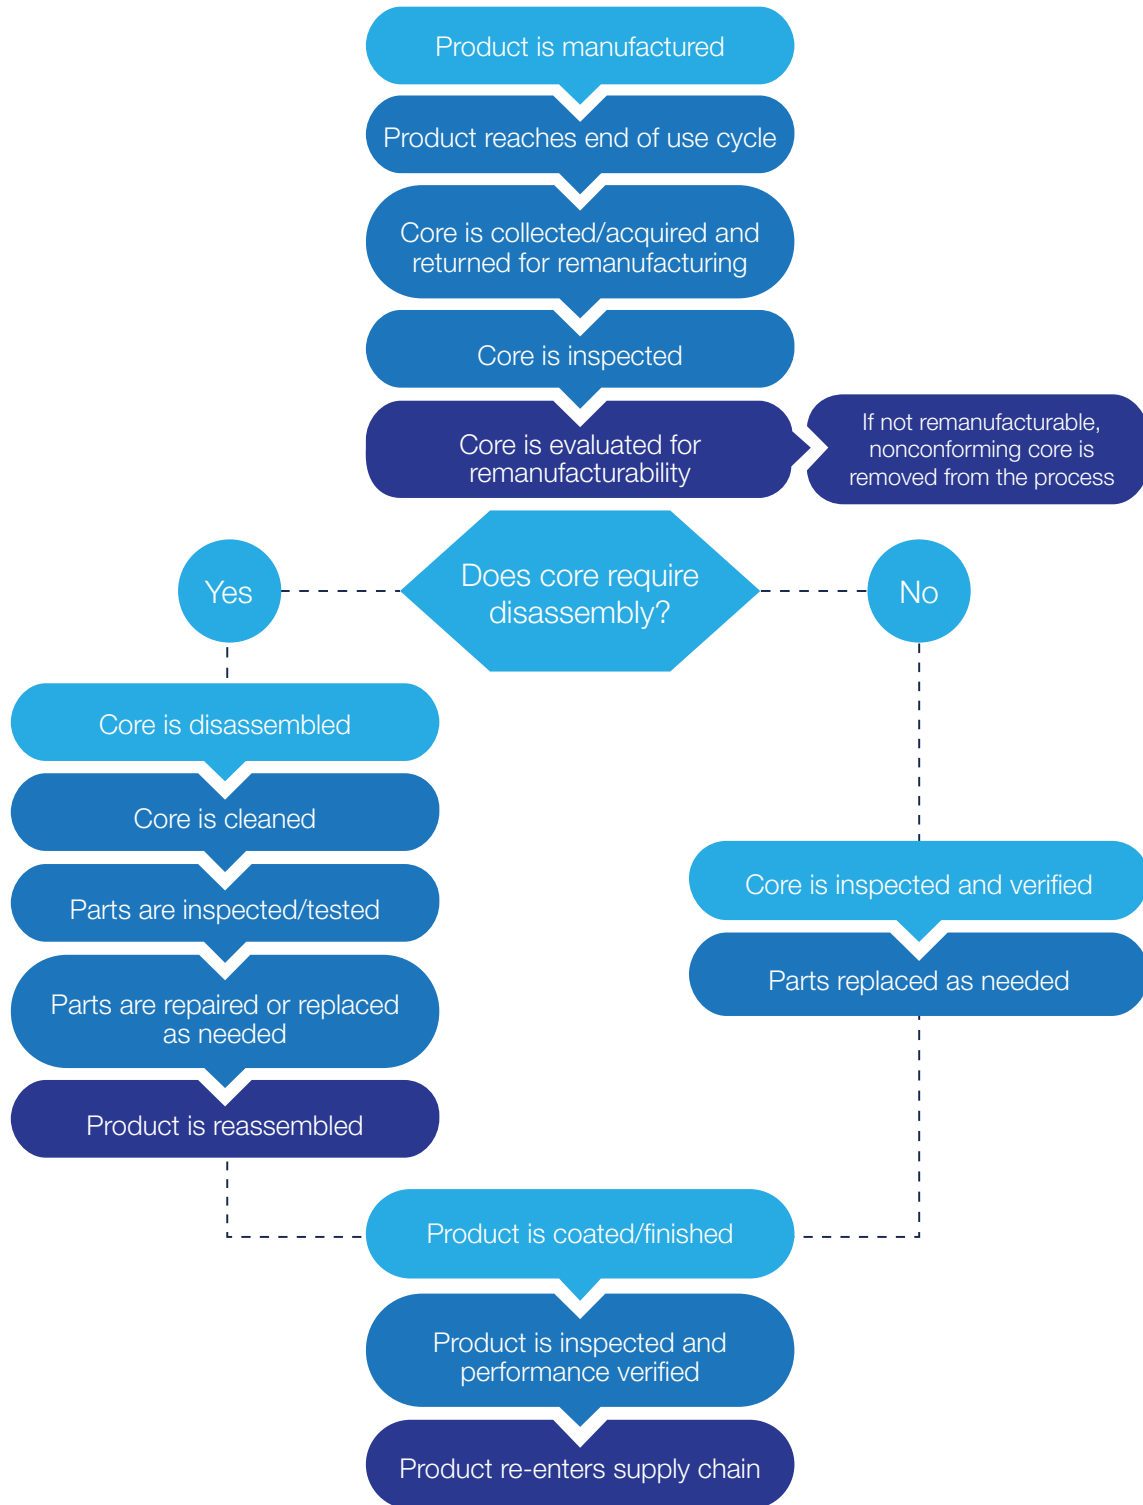 Product is manufactured
Product reaches end of use cycle
Core is collected/acquired and
returned for remanufacturing
Core is inspected
Core is evaluated for
remanufacturability
If not remanufacturable,
nonconforming core is
removed from the process
Does core require
disassembly?
Yes
No
Core is disassembled
Core is cleaned
Parts are inspected/tested
Parts are repaired or replaced
as needed
Product is reassembled
Core is inspected and verified
Parts replaced as needed
Product is coated/finished
Product is inspected and
performance verified
Product re-enters supply chain